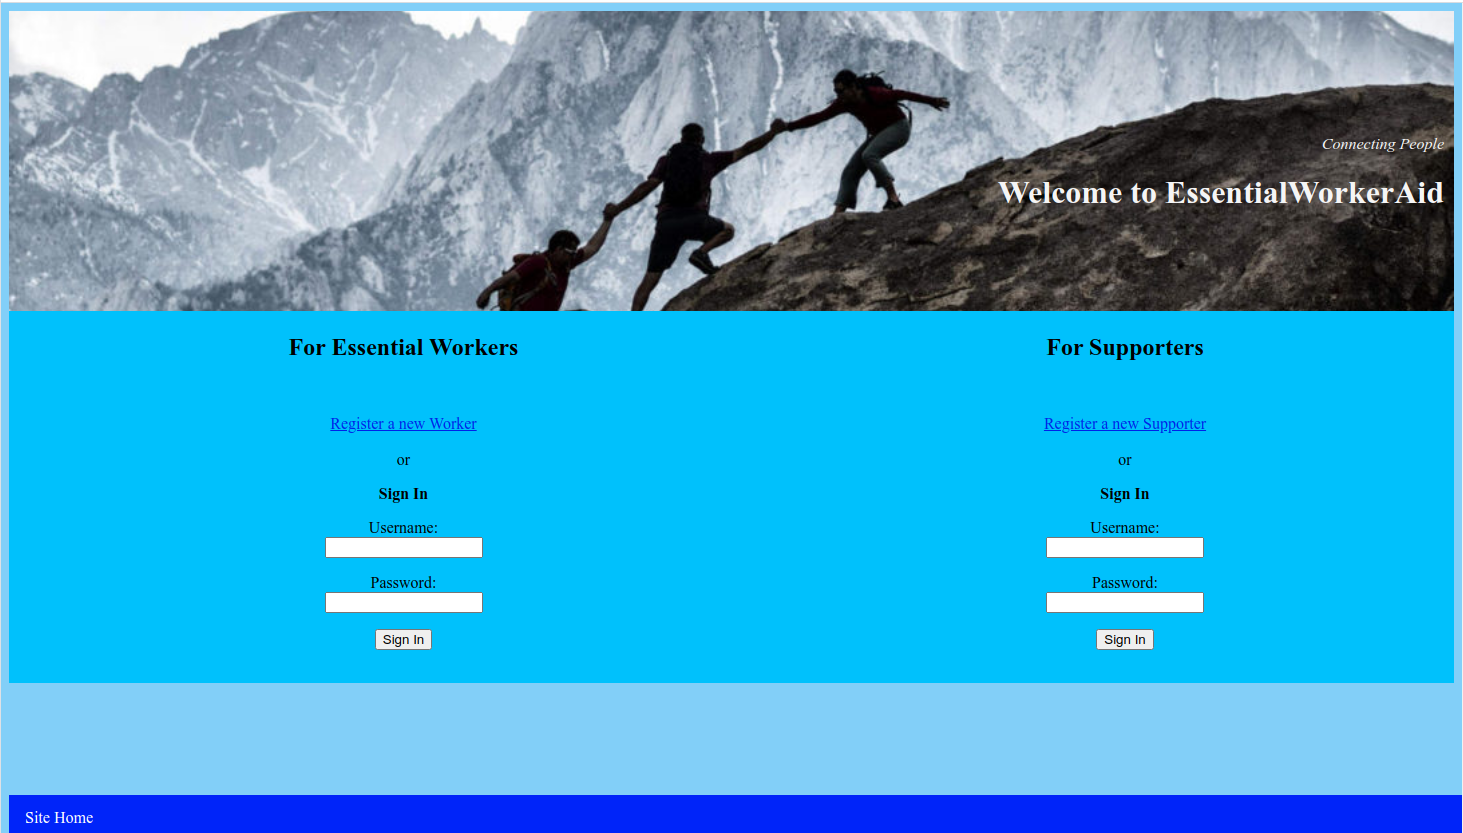 Connecting People
Welcome to EssentialWorkerAid
For Essential Workers
Register a new Worker
or
Sign In
Username:
Password:
Sign In
For Supporters
Register a new Supporter
or
Sign In
Username:
Password:
Sign In
Site Home